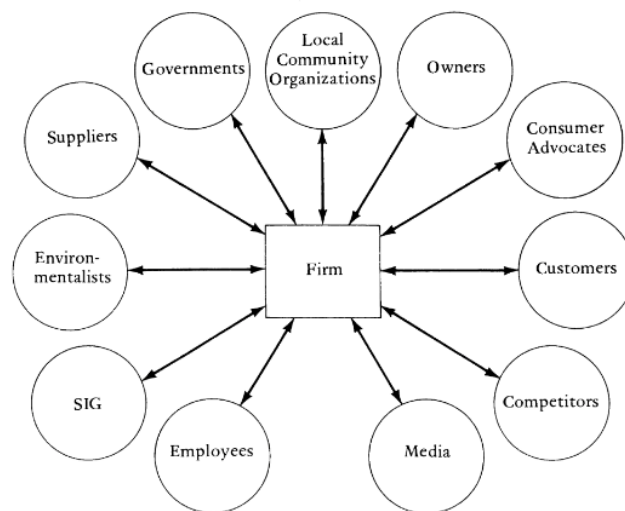 Governments
Local
Community
Organizations
Owners
Suppliers
Consumer
Advocates
Environ-
mentalists
Firm
Customers
SIG
Competitors
Employees
Media